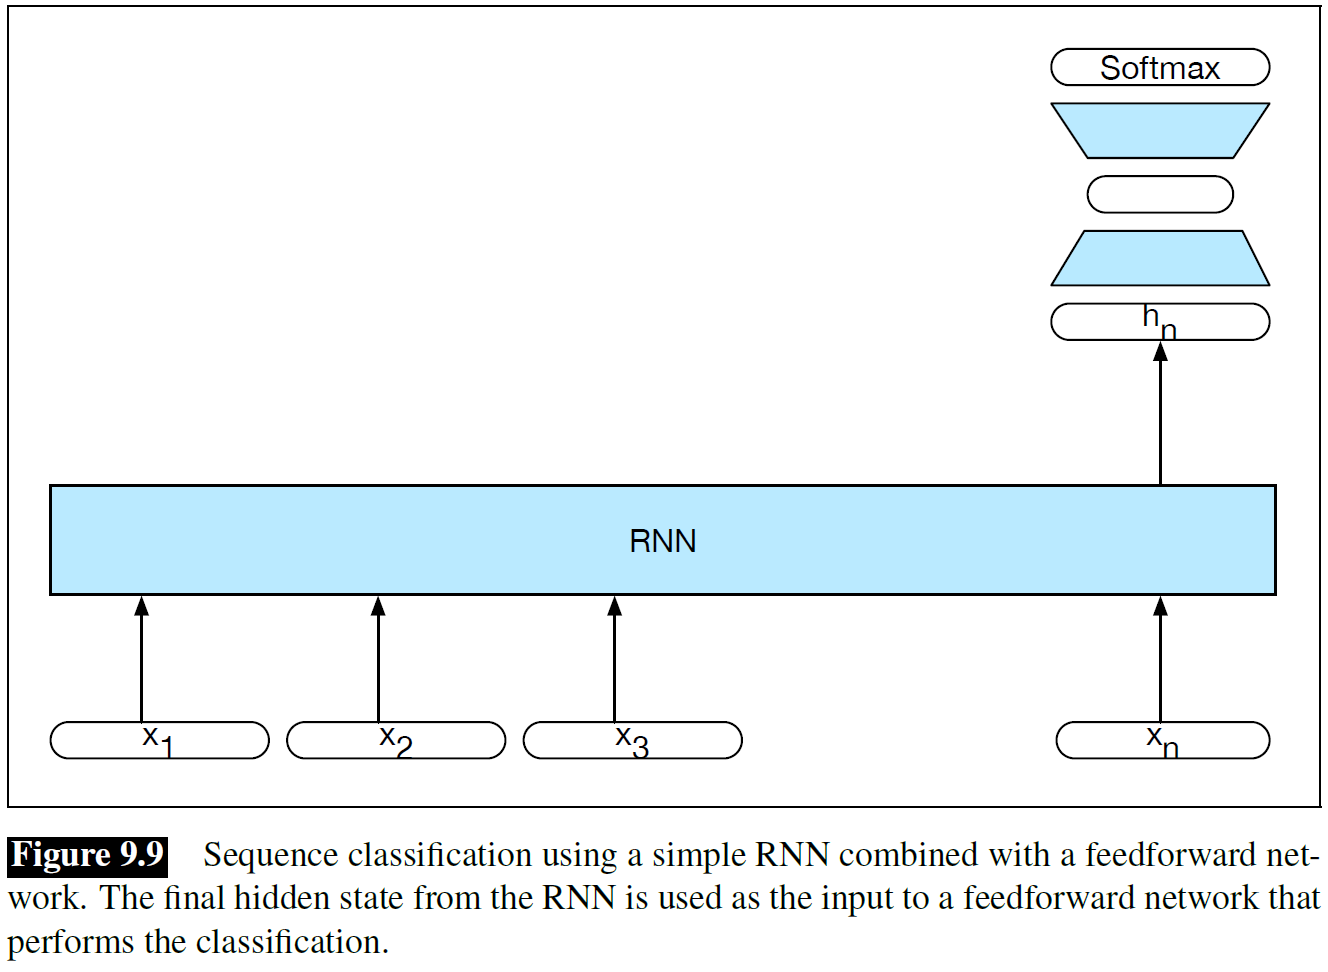 Softmax
hn
RNN
x1 x2 x3 xn
Figure 9.9 Sequence classification using a simple RNN combined with a feedforward net-
work. The final hidden state from the RNN is used as the input to a feedforward network that
performs the classification.